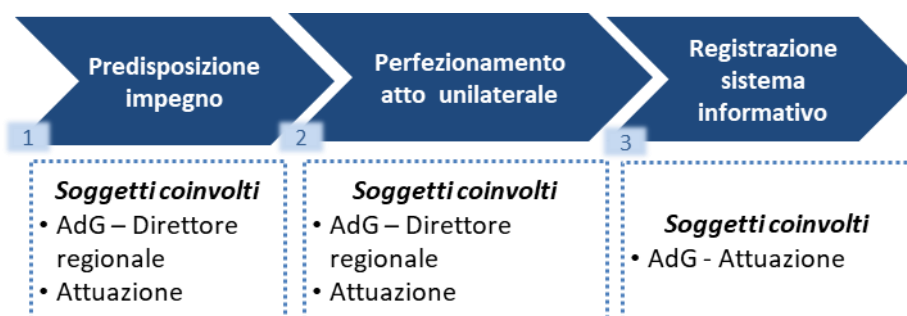 Predisposizione
impegno
1
Perfezionamento
atto unilaterale
2
Registrazione
sistema
informativo
3
Soggetti coinvolti
• AdG – Direttore
regionale
• Attuazione
Soggetti coinvolti
• AdG – Direttore
regionale
• Attuazione
Soggetti coinvolti
• AdG - Attuazione